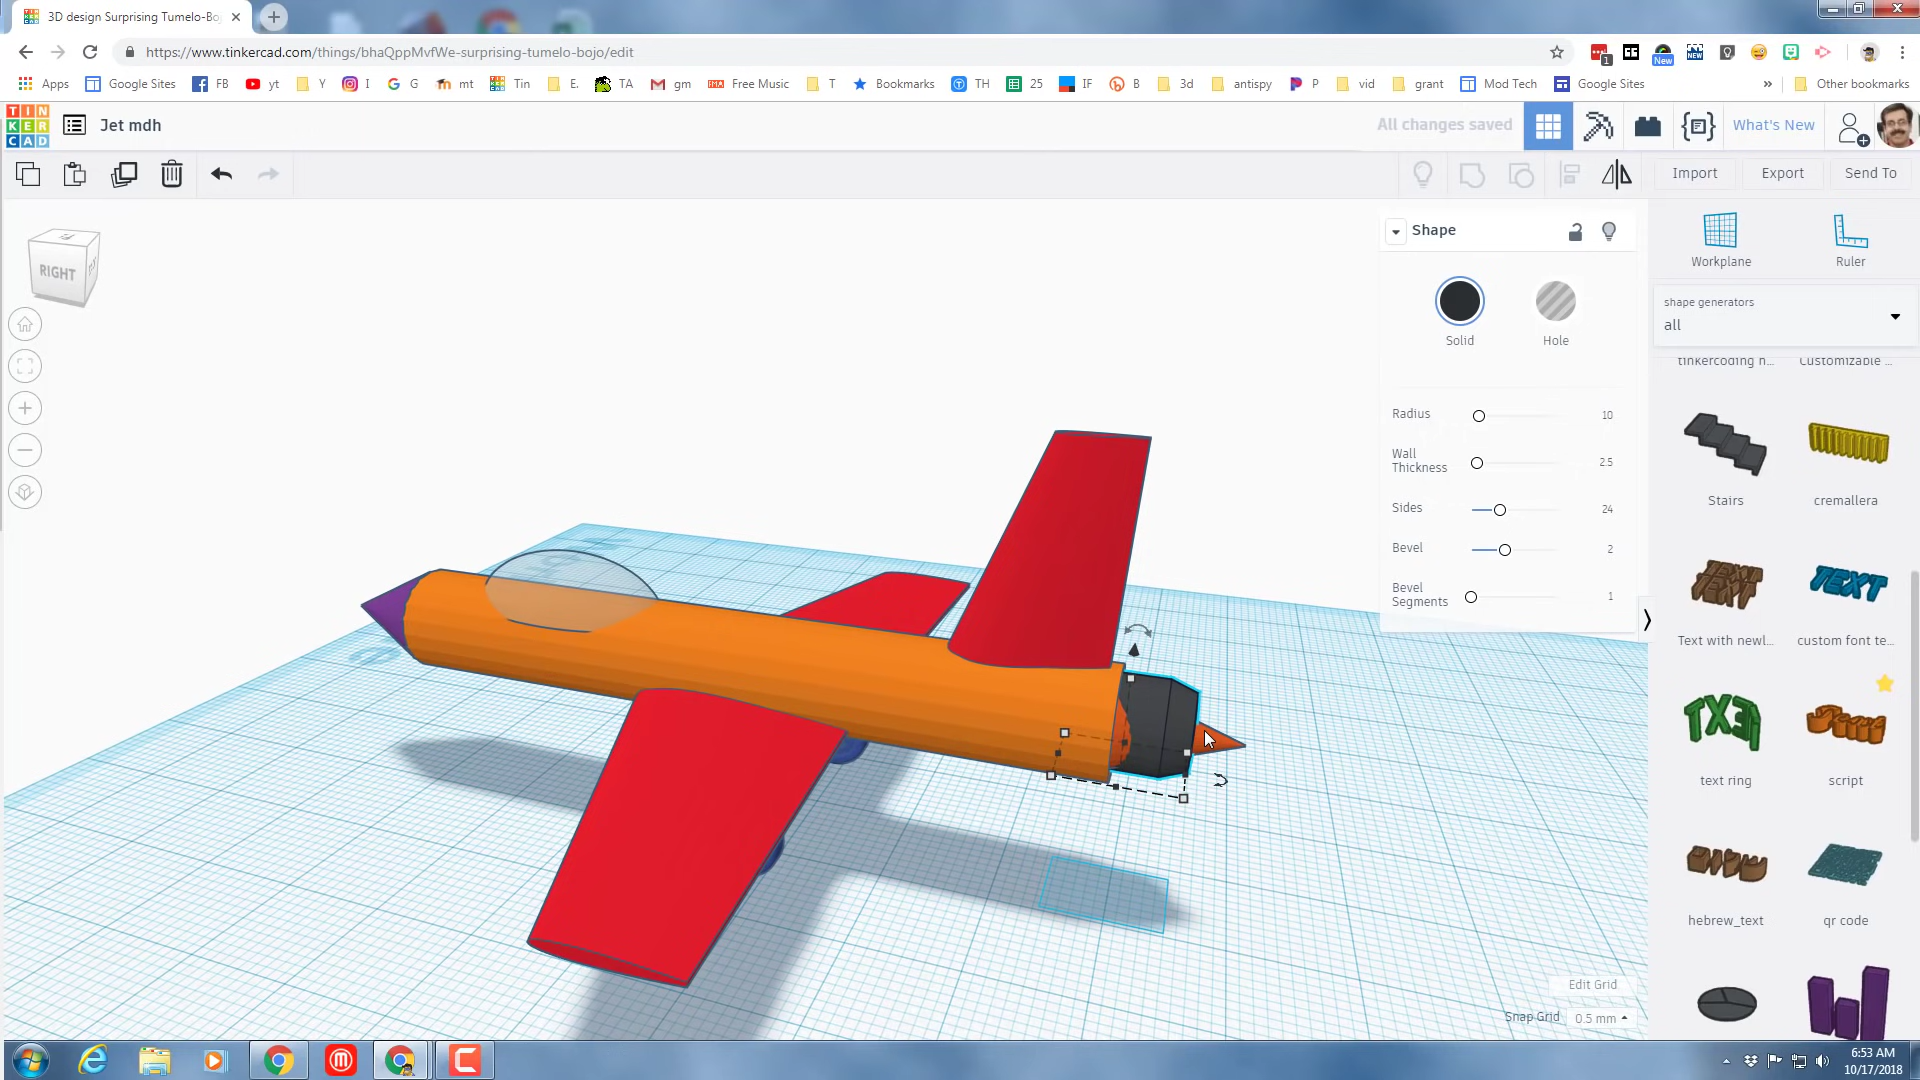 3D design Surprising Tumelo-Bo
https://www.tinkercad.com/things/bhaQppMvfWe-surprising-tumelo-bojo/edit
1
New
NEW
Apps
Google Sites
FB
yt
Y
I
G
mt
Tin
E.
TA
gm
Free Music
T
Bookmarks
TH
25
IF
B
3d
antispy
P
vid
grant
Mod Tech
Google Sites
»
Other bookmarks
TIN
KER
CAD
Jet mdh
All changes saved
What's New
Import
Export
Send To
RIGHT
Shape
Solid
Hole
Radius
10
Wall
Thickness
2.5
Sides
24
Bevel
2
Bevel
Segments
1
Workplane
Ruler
shape generators
all
tinkercoding n...
Customizable ...
Stairs
cremallera
Text with newl...
custom font te...
text ring
script
hebrew_text
qr code
Edit Grid
Snap Grid
0.5 mm
6:53 AM
10/17/2018